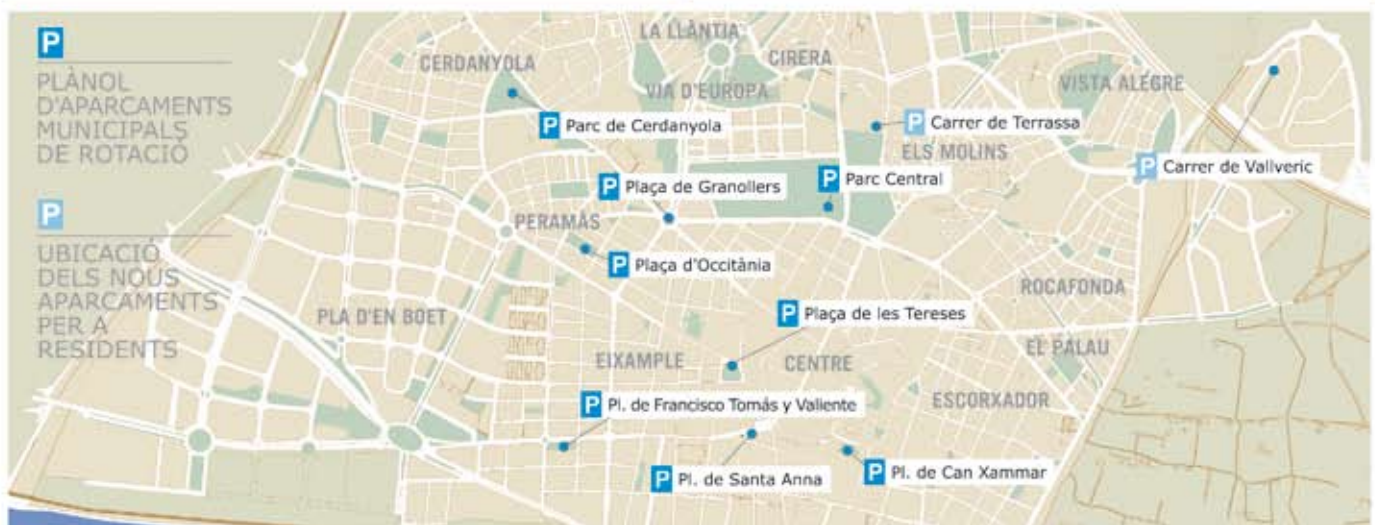 P
PLÀNOL
D'APARCAMENTS
MUNICIPALS
DE ROTACIÓ
P
UBICACIÓ
DELS NOUS
APARCAMENTS
PER A
RESIDENTS
LA LLÀNTIA
CERDANYOLA
CIRERA
VIA D'EUROPA
VISTA ALEGRE
P Parc de Cerdanyola
P Carrer de Terrassa
ELS MOLINS
P Carrer de Vallveric
P Plaça de Granollers
P Parc Central
PERAMÀS
P Plaça d'Occitània
ROCAFONDA
PLA D'EN BOET
P Plaça de les Tereses
EL PALAU
EIXAMPLE
CENTRE
ESCORXADOR
P Pl. de Francisco Tomás y Valiente
P Pl. de Santa Anna
P Pl. de Can Xammar